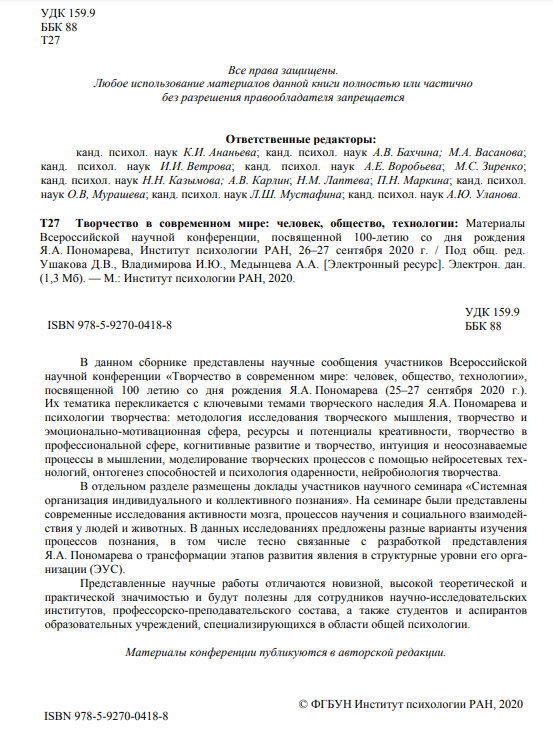 УДК 159.9
ББК 88
Т27
Все права защищены.
Любое использование материалов данной книги полностью или частично
без разрешения правообладателя запрещается
Ответственные редакторы:
канд. психол. наук К.И. Ананьева; канд. психол. наук А.В. Бахчина; М.А. Васанова;
канд. психол. наук И.И. Ветрова; канд. психол. наук А.Е. Воробьева; М.С. Зиренко;
канд. психол. наук Н.Н. Казымова; А.В. Карлин; Н.М. Лаптева; П.Н. Маркина; канд. психол.
наук О.В, Мурашева; канд. психол. наук Л.Ш. Мустафина; канд. психол. наук А.Ю. Уланова.
Т27 Творчество в современном мире: человек, общество, технологии: Материалы
Всероссийской научной конференции, посвященной 100-летию со дня рождения
Я.А. Пономарева, Институт психологии РАН, 26–27 сентября 2020 г. / Под общ. ред.
Ушакова Д.В., Владимирова И.Ю., Медынцева А.А. [Электронный ресурс]. Электрон. дан.
(1,3 Мб). — М.: Институт психологии РАН, 2020.
УДК 159.9
ISBN 978-5-9270-0418-8
ББК 88
В данном сборнике представлены научные сообщения участников Всероссийской
научной конференции «Творчество в современном мире: человек, общество, технологии»,
посвященной 100 летию со дня рождения Я.А. Пономарева (25–27 сентября 2020 г.).
Их тематика перекликается с ключевыми темами творческого наследия Я.А. Пономарева и
психологии творчества: методология исследования творческого мышления, творчество и
эмоционально-мотивационная сфера, ресурсы и потенциалы креативности, творчество в
профессиональной сфере, когнитивные развитие и творчество, интуиция и неосознаваемые
процессы в мышлении, моделирование творческих процессов с помощью нейросетевых тех-
нологий, онтогенез способностей и психология одаренности, нейробиология творчества.
В отдельном разделе размещены доклады участников научного семинара «Системная
организация индивидуального и коллективного познания». На семинаре были представлены
современные исследования активности мозга, процессов научения и социального взаимодей-
ствия у людей и животных. В данных исследованиях предложены разные варианты изучения
процессов познания, в том числе тесно связанные с разработкой представления
Я.А. Пономарева о трансформации этапов развития явления в структурные уровни его орга-
низации (ЭУС).
Представленные научные работы отличаются новизной, высокой теоретической и
практической значимостью и будут полезны для сотрудников научно-исследовательских
институтов, профессорско-преподавательского состава, а также студентов и аспирантов
образовательных учреждений, специализирующихся в области общей психологии.
Материалы конференции публикуются в авторской редакции.
© ФГБУН Институт психологии РАН, 2020
ISBN 978-5-9270-0418-8